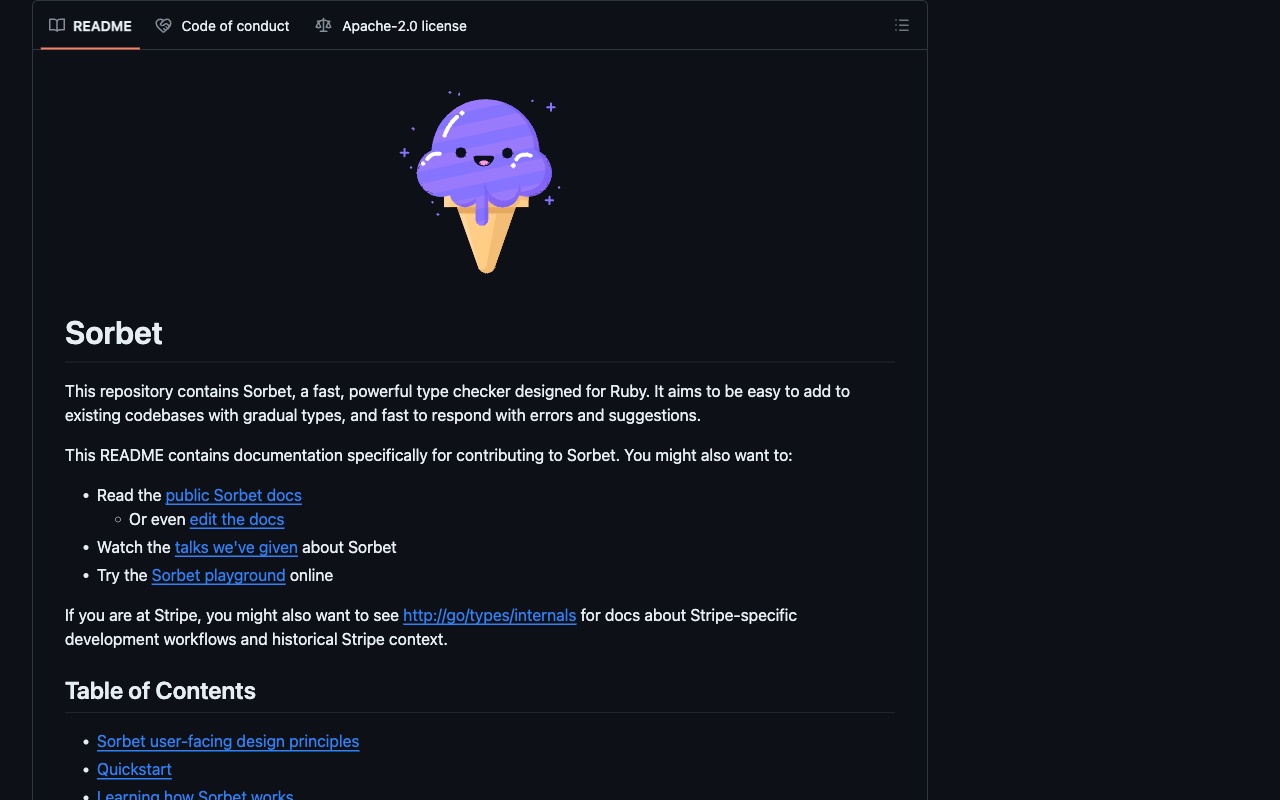 README
Code of conduct
Apache-2.0 license
Sorbet
This repository contains Sorbet, a fast, powerful type checker designed for Ruby. It aims to be easy to add to
existing codebases with gradual types, and fast to respond with errors and suggestions.
This README contains documentation specifically for contributing to Sorbet. You might also want to:
Read the public Sorbet docs
Or even edit the docs
Watch the talks we've given about Sorbet
Try the Sorbet playground online
If you are at Stripe, you might also want to see http://go/types/internals for docs about Stripe-specific
development workflows and historical Stripe context.
Table of Contents
Sorbet user-facing design principles
Quickstart
Learning how Sorbet works